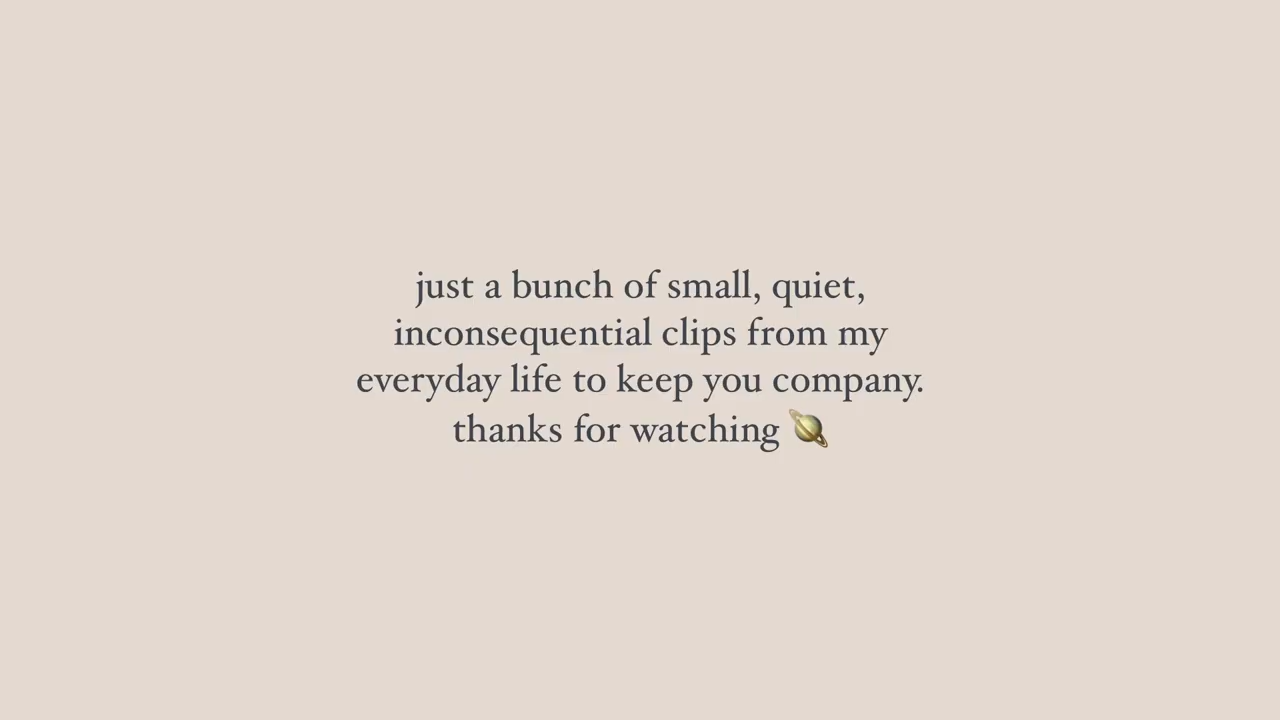 just a bunch of small, quiet,
inconsequential clips from my
everyday life to keep you company.
thanks for watching 🪐